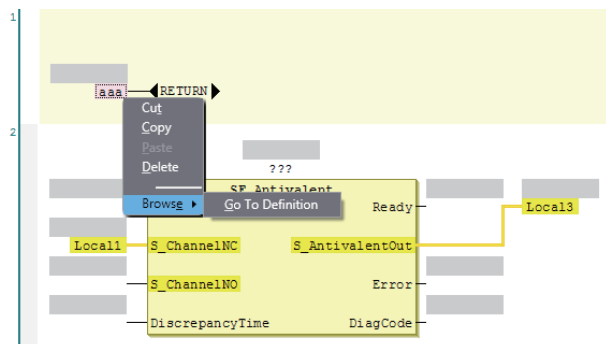 1
aaa RETURN
Cut
Copy
Paste
Delete
Browse Go To Definition
2
???
SF_Antivalent
Ready
Local3
Local1 S_ChannelNC S_AntivalentOut
S_ChannelNO Error
DiscrepancyTime DiagCode